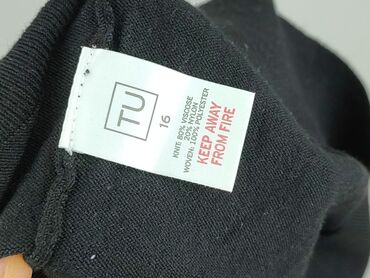 TU
16
KNIT: 80% VISCOSE
20% NYLON
WOVEN: 100% POLYESTER
KEEP AWAY
FROM FIRE